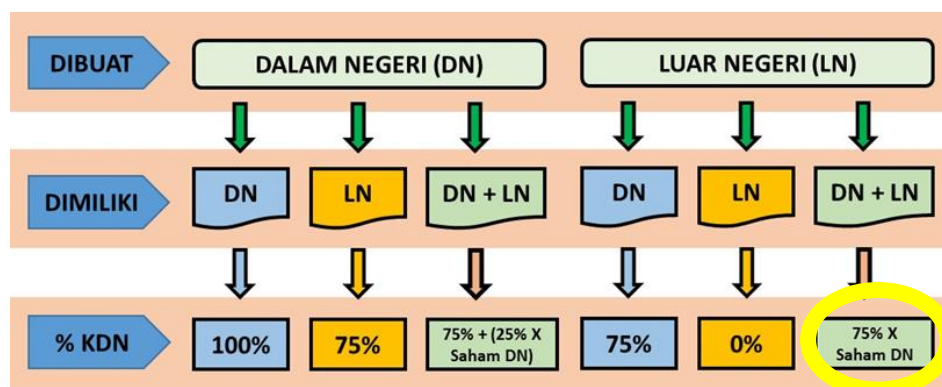 DIBUAT
DALAM NEGERI (DN)
LUAR NEGERI (LN)
DIMILIKI
DN
LN
DN + LN
DN
LN
DN + LN
% KDN
100%
75%
75% + (25% X
Saham DN)
75%
0%
75% X
Saham DN